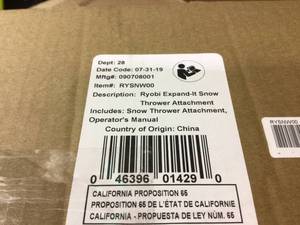 Dept: 28
Date Code: 07-31-19
Mftg#: 090708001
Item#: RYSNW00
Description: Ryobi Expand-It Snow
Thrower Attachment
Includes: Snow Thrower Attachment,
Operator's Manual
Country of Origin: China
0 46396 01429 0
CALIFORNIA PROPOSITION 65
PROPOSITION 65 DE L'ÉTAT DE CALIFORNIE
CALIFORNIA - PROPUESTA DE LEY NÚM. 65
RYSNW00